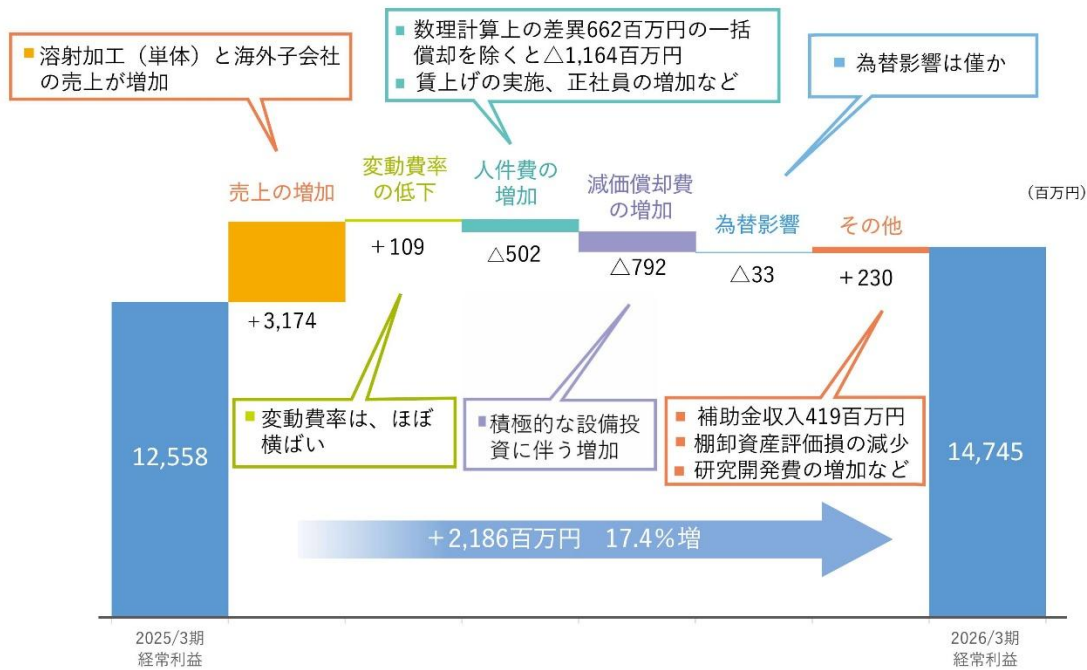 溶射加工（単体）と海外子会社
の売上が増加
数理計算上の差異662百万円の一括
償却を除くと△1,164百万円
賃上げの実施、正社員の増加など
為替影響は僅か
（百万円）
売上の増加
変動費率
の低下
人件費の
増加
減価償却費
の増加
為替影響
その他
＋3,174
＋109
△502
△792
△33
＋230
変動費率は、ほぼ
横ばい
積極的な設備投
資に伴う増加
補助金収入419百万円
棚卸資産評価損の減少
研究開発費の増加など
12,558
14,745
＋2,186百万円　17.4％増
2025/3期
経常利益
2026/3期
経常利益